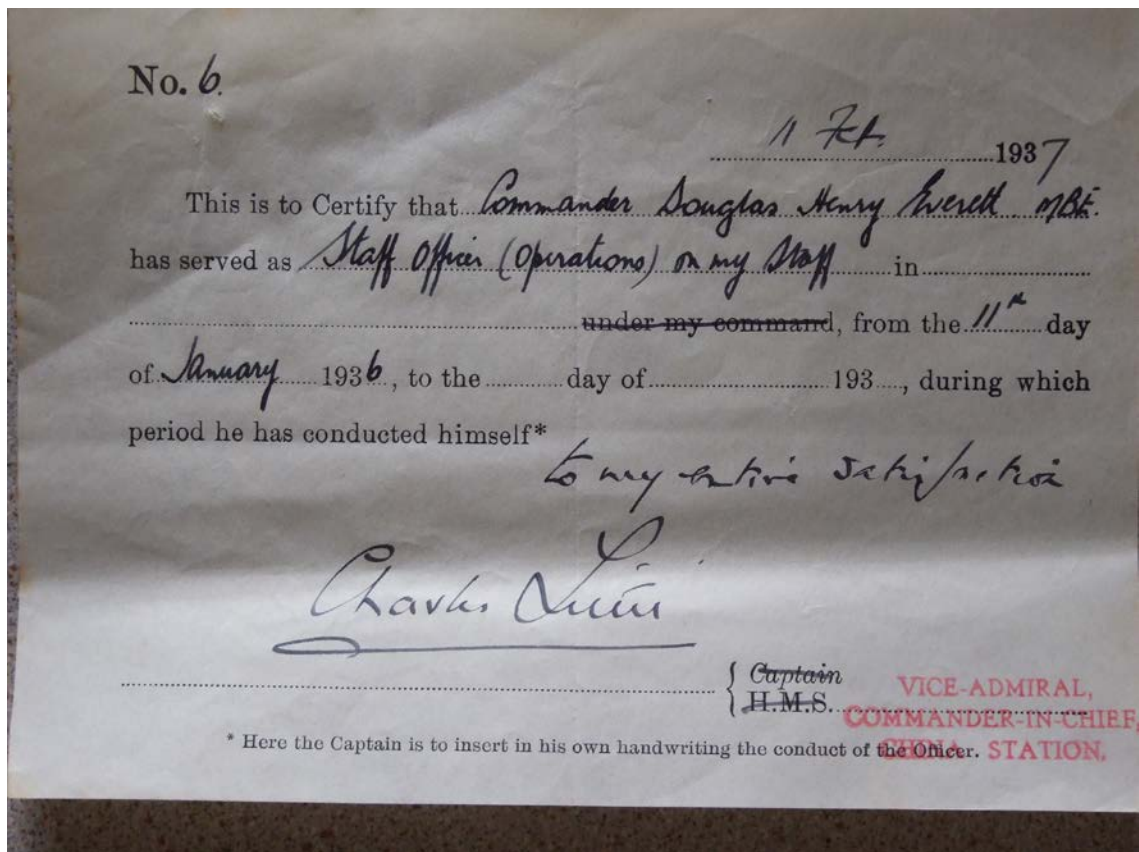 No. 6.
11 Feb. 1937
This is to Certify that Commander Douglas Henry Everett MBE.
has served as Staff Officer (Operations) on my Staff in
under my command, from the 11th day
of January 1936, to the day of 193 , during which
period he has conducted himself*
to my entire satisfaction
Charles Little
{ Captain
H.M.S.
VICE-ADMIRAL,
COMMANDER-IN-CHIEF,
CHINA STATION.
* Here the Captain is to insert in his own handwriting the conduct of the Officer.